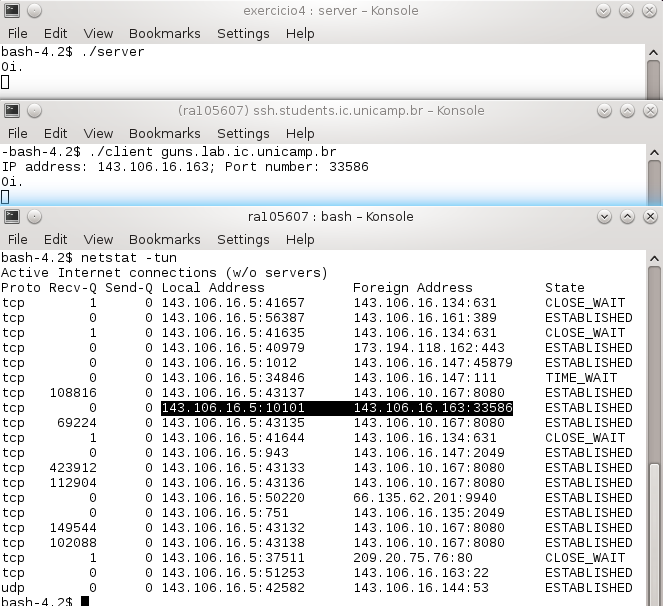 exercicio4 : server – Konsole
File Edit View Bookmarks Settings Help
bash-4.2$ ./server
Oi.
(ra105607) ssh.students.ic.unicamp.br – Konsole
File Edit View Bookmarks Settings Help
-bash-4.2$ ./client guns.lab.ic.unicamp.br
IP address: 143.106.16.163; Port number: 33586
Oi.
ra105607 : bash – Konsole
File Edit View Bookmarks Settings Help
bash-4.2$ netstat -tun
Active Internet connections (w/o servers)
Proto Recv-Q Send-Q Local Address Foreign Address State
tcp 1 0 143.106.16.5:41657 143.106.16.134:631 CLOSE_WAIT
tcp 0 0 143.106.16.5:56387 143.106.16.161:389 ESTABLISHED
tcp 1 0 143.106.16.5:41635 143.106.16.134:631 CLOSE_WAIT
tcp 0 0 143.106.16.5:40979 173.194.118.162:443 ESTABLISHED
tcp 0 0 143.106.16.5:1012 143.106.16.147:45879 ESTABLISHED
tcp 0 0 143.106.16.5:34846 143.106.16.147:111 TIME_WAIT
tcp 108816 0 143.106.16.5:43137 143.106.10.167:8080 ESTABLISHED
tcp 0 0 143.106.16.5:10101 143.106.16.163:33586 ESTABLISHED
tcp 69224 0 143.106.16.5:43135 143.106.10.167:8080 ESTABLISHED
tcp 1 0 143.106.16.5:41644 143.106.16.134:631 CLOSE_WAIT
tcp 0 0 143.106.16.5:943 143.106.16.147:2049 ESTABLISHED
tcp 423912 0 143.106.16.5:43133 143.106.10.167:8080 ESTABLISHED
tcp 112904 0 143.106.16.5:43136 143.106.10.167:8080 ESTABLISHED
tcp 0 0 143.106.16.5:50220 66.135.62.201:9940 ESTABLISHED
tcp 0 0 143.106.16.5:751 143.106.16.135:2049 ESTABLISHED
tcp 149544 0 143.106.16.5:43132 143.106.10.167:8080 ESTABLISHED
tcp 102088 0 143.106.16.5:43138 143.106.10.167:8080 ESTABLISHED
tcp 1 0 143.106.16.5:37511 209.20.75.76:80 CLOSE_WAIT
tcp 0 0 143.106.16.5:51253 143.106.16.163:22 ESTABLISHED
udp 0 0 143.106.16.5:42582 143.106.16.144:53 ESTABLISHED
bash-4.2$